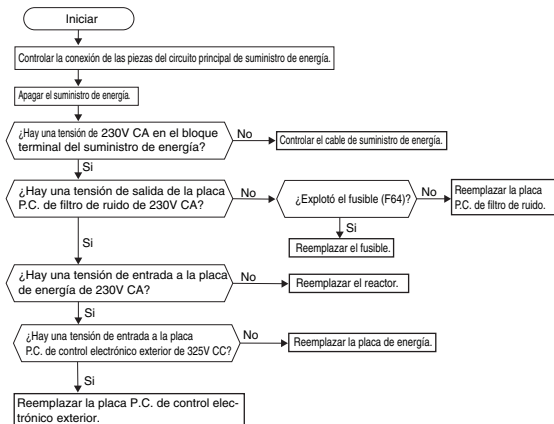 Iniciar
Controlar la conexión de las piezas del circuito principal de suministro de energía.
Apagar el suministro de energía.
¿Hay una tensión de 230V CA en el bloque
terminal del suministro de energía?
No
Controlar el cable de suministro de energía.
Si
¿Hay una tensión de salida de la placa
P.C. de filtro de ruido de 230V CA?
No
¿Explotó el fusible (F64)?
No
Reemplazar la placa
P.C. de filtro de ruido.
Si
Reemplazar el fusible.
Si
¿Hay una tensión de entrada a la placa
de energía de 230V CA?
No
Reemplazar el reactor.
Si
¿Hay una tensión de entrada a la placa
P.C. de control electrónico exterior de 325V CC?
No
Reemplazar la placa de energía.
Si
Reemplazar la placa P.C. de control elec-
trónico exterior.